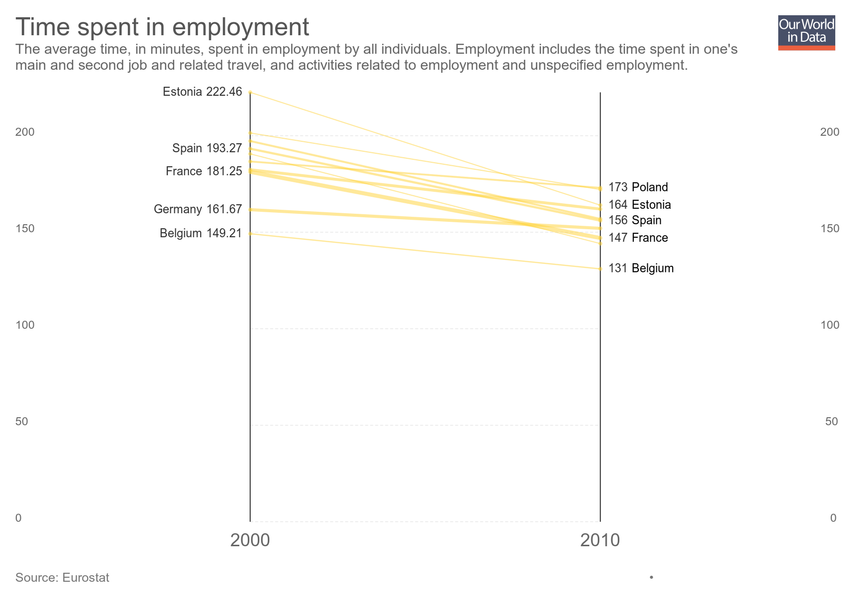 Time spent in employment
Our World
in Data
The average time, in minutes, spent in employment by all individuals. Employment includes the time spent in one's
main and second job and related travel, and activities related to employment and unspecified employment.
Estonia 222.46
200
200
Spain 193.27
France 181.25
173 Poland
164 Estonia
Germany 161.67
156 Spain
150
150
Belgium 149.21
147 France
131 Belgium
100
100
50
50
0
0
2000
2010
Source: Eurostat
•